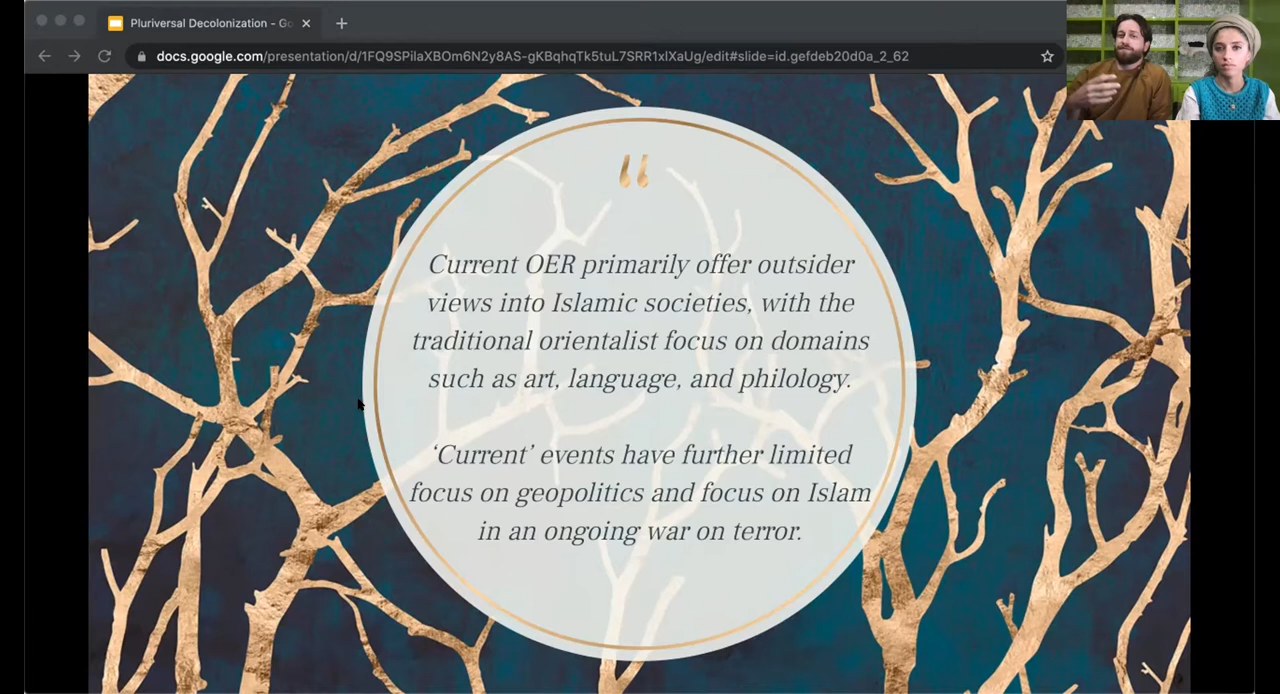 Pluriversal Decolonization - Go
docs.google.com/presentation/d/1FQ9SPilaXBOm6N2y8AS-gKBqhqTk5tuL7SRR1xlXaUg/edit#slide=id.gefdeb20d0a_2_62
“
Current OER primarily offer outsider
views into Islamic societies, with the
traditional orientalist focus on domains
such as art, language, and philology.
‘Current’ events have further limited
focus on geopolitics and focus on Islam
in an ongoing war on terror.